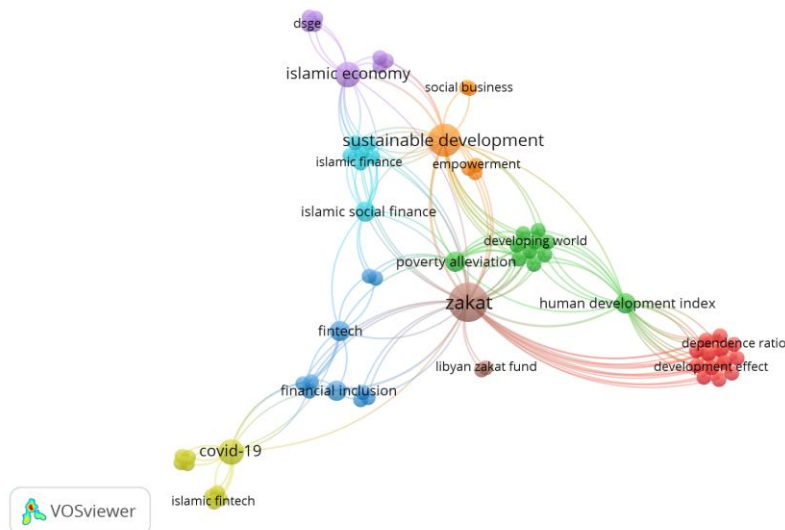 dsge
islamic economy
social business
sustainable development
islamic finance
empowerment
islamic social finance
developing world
poverty alleviation
zakat
human development index
fintech
dependence ratio
libyan zakat fund
development effect
financial inclusion
covid-19
islamic fintech
VOSviewer